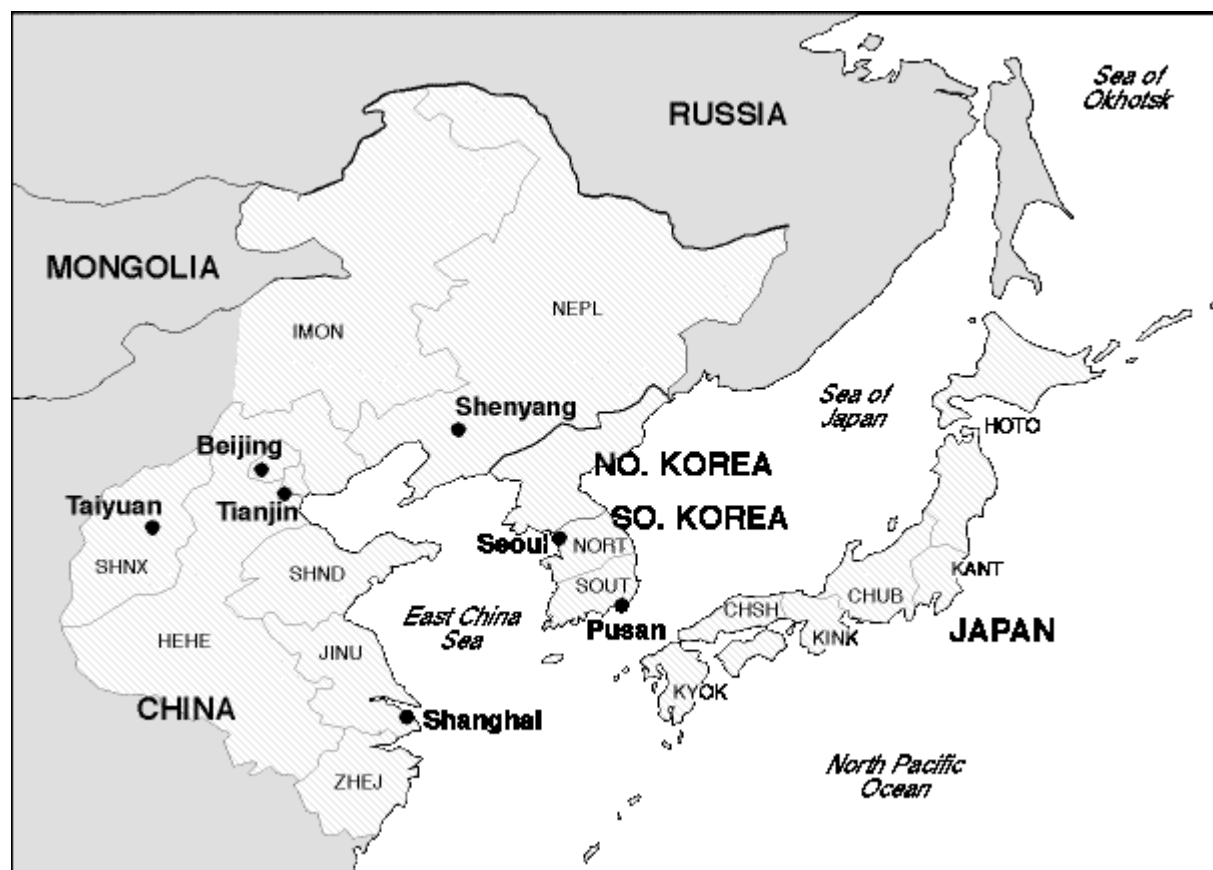 Sea of
Okhotsk
RUSSIA
MONGOLIA
NEPL
IMON
Sea of
Japan
Shenyang
HOTO
Beijing
NO. KOREA
Taiyuan
Tianjin
SO. KOREA
Seoul
NORT
SHNX
SHND
KANT
SOUT
CHUB
CHSH
East China
Sea
Pusan
JAPAN
HEHE
KINK
JINU
KYOK
CHINA
Shanghai
North Pacific
Ocean
ZHEJ